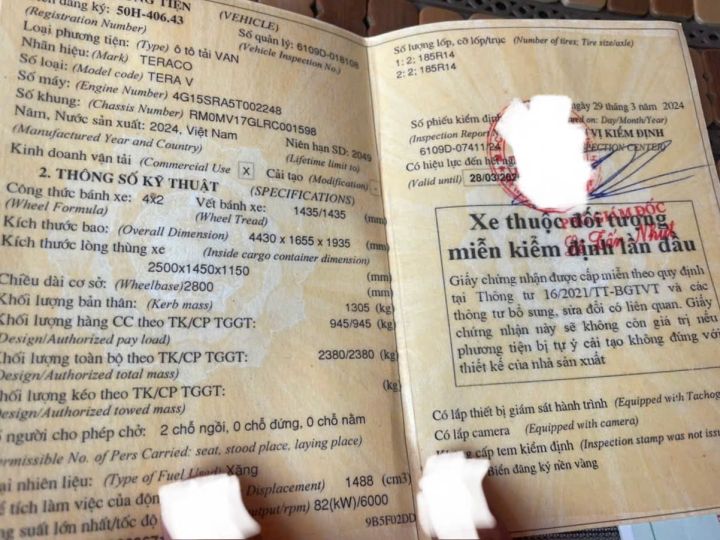 ƠNG TIỆN
(VEHICLE)
đăng ký: 50H-406.43
(Registration Number)
Số quản lý: 6109D-018108
(Vehicle Inspection No.)
Loại phương tiện: (Type) ô tô tải VAN
Nhãn hiệu: (Mark) TERACO
Số loại: (Model code) TERA V
Số máy: (Engine Number) 4G15SRA5T002248
Số khung: (Chassis Number) RM0MV17GLRC001598
Năm, Nước sản xuất: 2024, Việt Nam
Niên hạn SD: 2049
(Manufactured Year and Country)
(Lifetime limit to)
Kinh doanh vận tải (Commercial Use X Cải tạo (Modification)
2. THÔNG SỐ KỸ THUẬT (SPECIFICATIONS)
Công thức bánh xe: 4x2 Vết bánh xe: 1435/1435 (mm)
(Wheel Formula) (Wheel Tread)
Kích thước bao: (Overall Dimension) 4430 x 1655 x 1935 (mm)
Kích thước lòng thùng xe (Inside cargo container dimension)
2500x1450x1150 (mm)
Chiều dài cơ sở: (Wheelbase) 2800 (mm)
Khối lượng bản thân: (Kerb mass) 1305 (kg)
Khối lượng hàng CC theo TK/CP TGGT: 945/945 (kg)
Design/Authorized pay load)
Khối lượng toàn bộ theo TK/CP TGGT: 2380/2380 (kg)
Design/Authorized total mass)
Khối lượng kéo theo TK/CP TGGT: (kg)
Design/Authorized towed mass)
người cho phép chở: 2 chỗ ngồi, 0 chỗ đứng, 0 chỗ nằm
ermissible No. of Pers Carried: seat, stood place, laying place)
ại nhiên liệu: (Type of Fuel Used) Xăng
tích làm việc của độn Displacement) 1488 (cm3)
ng suất lớn nhất/tốc độ output/rpm) 82(kW)/6000
9B5F02DD
Số lượng lốp, cỡ lốp/trục (Number of tires; Tire size/axle)
1: 2; 185R14
2: 2; 185R14
ngày 29 tháng 3 năm 2024
Số phiếu kiểm định
on: Day/Month/Year)
(Inspection Report N
VỊ KIỂM ĐỊNH
6109D-07411/24
SPECTION CENTER)
Có hiệu lực đến hết ng
(Valid until) 28/03/202
PHÓ GIÁM ĐỐC
Xe thuộc đối tượng
miễn kiểm định lần đầu
Giấy chứng nhận được cấp miễn theo quy định
tại Thông tư 16/2021/TT-BGTVT và các
thông tư bổ sung, sửa đổi có liên quan. Giấy
chứng nhận này sẽ không còn giá trị nếu
phương tiện bị tự ý cải tạo không đúng với
thiết kế của nhà sản xuất
Có lắp thiết bị giám sát hành trình (Equipped with Tachog
Có lắp camera (Equipped with camera)
cấp tem kiểm định (Inspection stamp was not issu
Biển đăng ký nền vàng